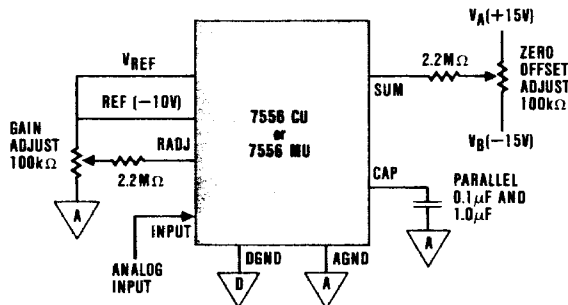 VREF
REF (−10V)
GAIN
ADJUST
100kΩ
RADJ
2.2MΩ
A
INPUT
ANALOG
INPUT
7556 CU
or
7556 MU
DGND
D
AGND
A
VA(+15V)
2.2MΩ
SUM
ZERO
OFFSET
ADJUST
100kΩ
VB(−15V)
CAP
PARALLEL
0.1μF AND
1.0μF
A